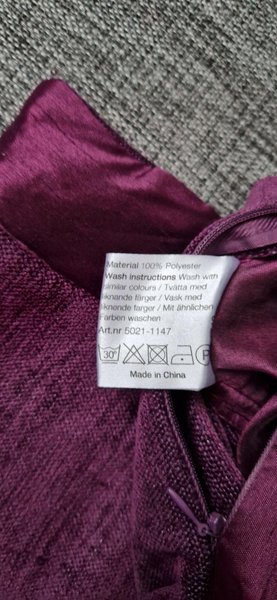 Material 100% Polyester
Wash instructions Wash with
similar colours / Tvätta med
liknande färger / Vask med
liknende farger / Mit ähnlichen
Farben waschen
Art.nr 5021-1147
30°
P
Made in China